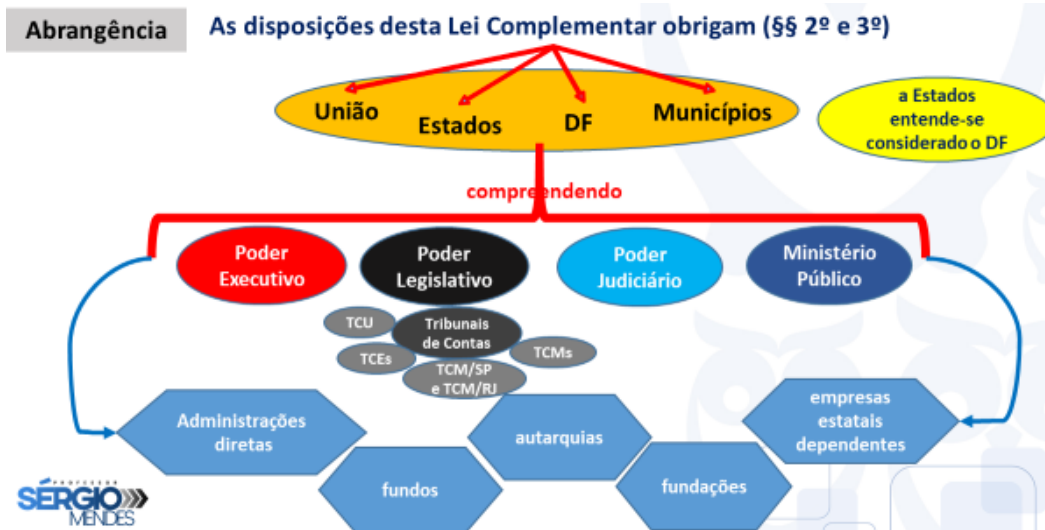 Abrangência
As disposições desta Lei Complementar obrigam (§§ 2º e 3º)
União
Estados
DF
Municípios
a Estados
entende-se
considerado o DF
compreendendo
Poder
Executivo
Poder
Legislativo
Poder
Judiciário
Ministério
Público
TCU
Tribunais
de Contas
TCEs
TCMs
TCM/SP
e TCM/RJ
Administrações
diretas
fundos
autarquias
fundações
empresas
estatais
dependentes
PROFESSOR
SÉRGIO
MENDES